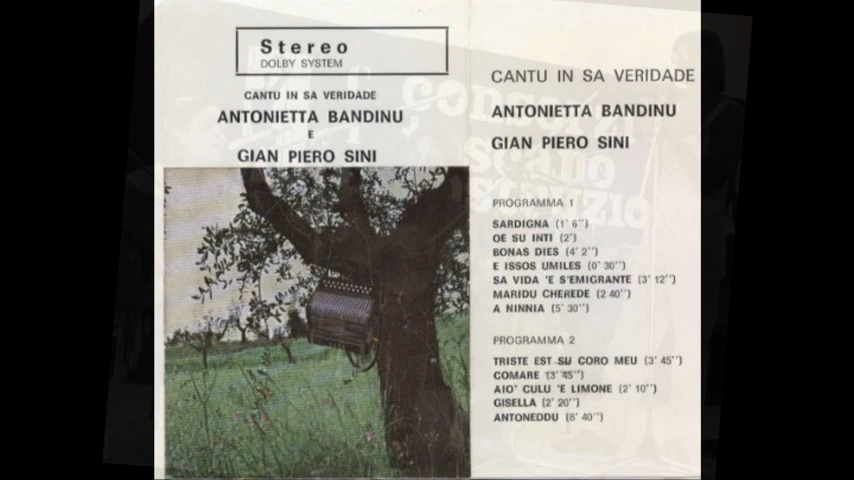 Stereo
DOLBY SYSTEM
CANTU IN SA VERIDADE
ANTONIETTA BANDINU
E
GIAN PIERO SINI
CANTU IN SA VERIDADE
ANTONIETTA BANDINU
GIAN PIERO SINI
PROGRAMMA 1
SARDIGNA (1' 6'')
OE SU INTI (2')
BONAS DIES (4' 2'')
E ISSOS UMILES (0' 30'')
SA VIDA 'E S'EMIGRANTE (3' 12'')
MARIDU CHEREDE (2 40'')
A NINNIA (5' 30'')
PROGRAMMA 2
TRISTE EST SU CORO MEU (3' 45'')
COMARE (3' 45'')
AIO' CULU 'E LIMONE (2' 10'')
GISELLA (2' 20'')
ANTONEDDU (8' 40'')